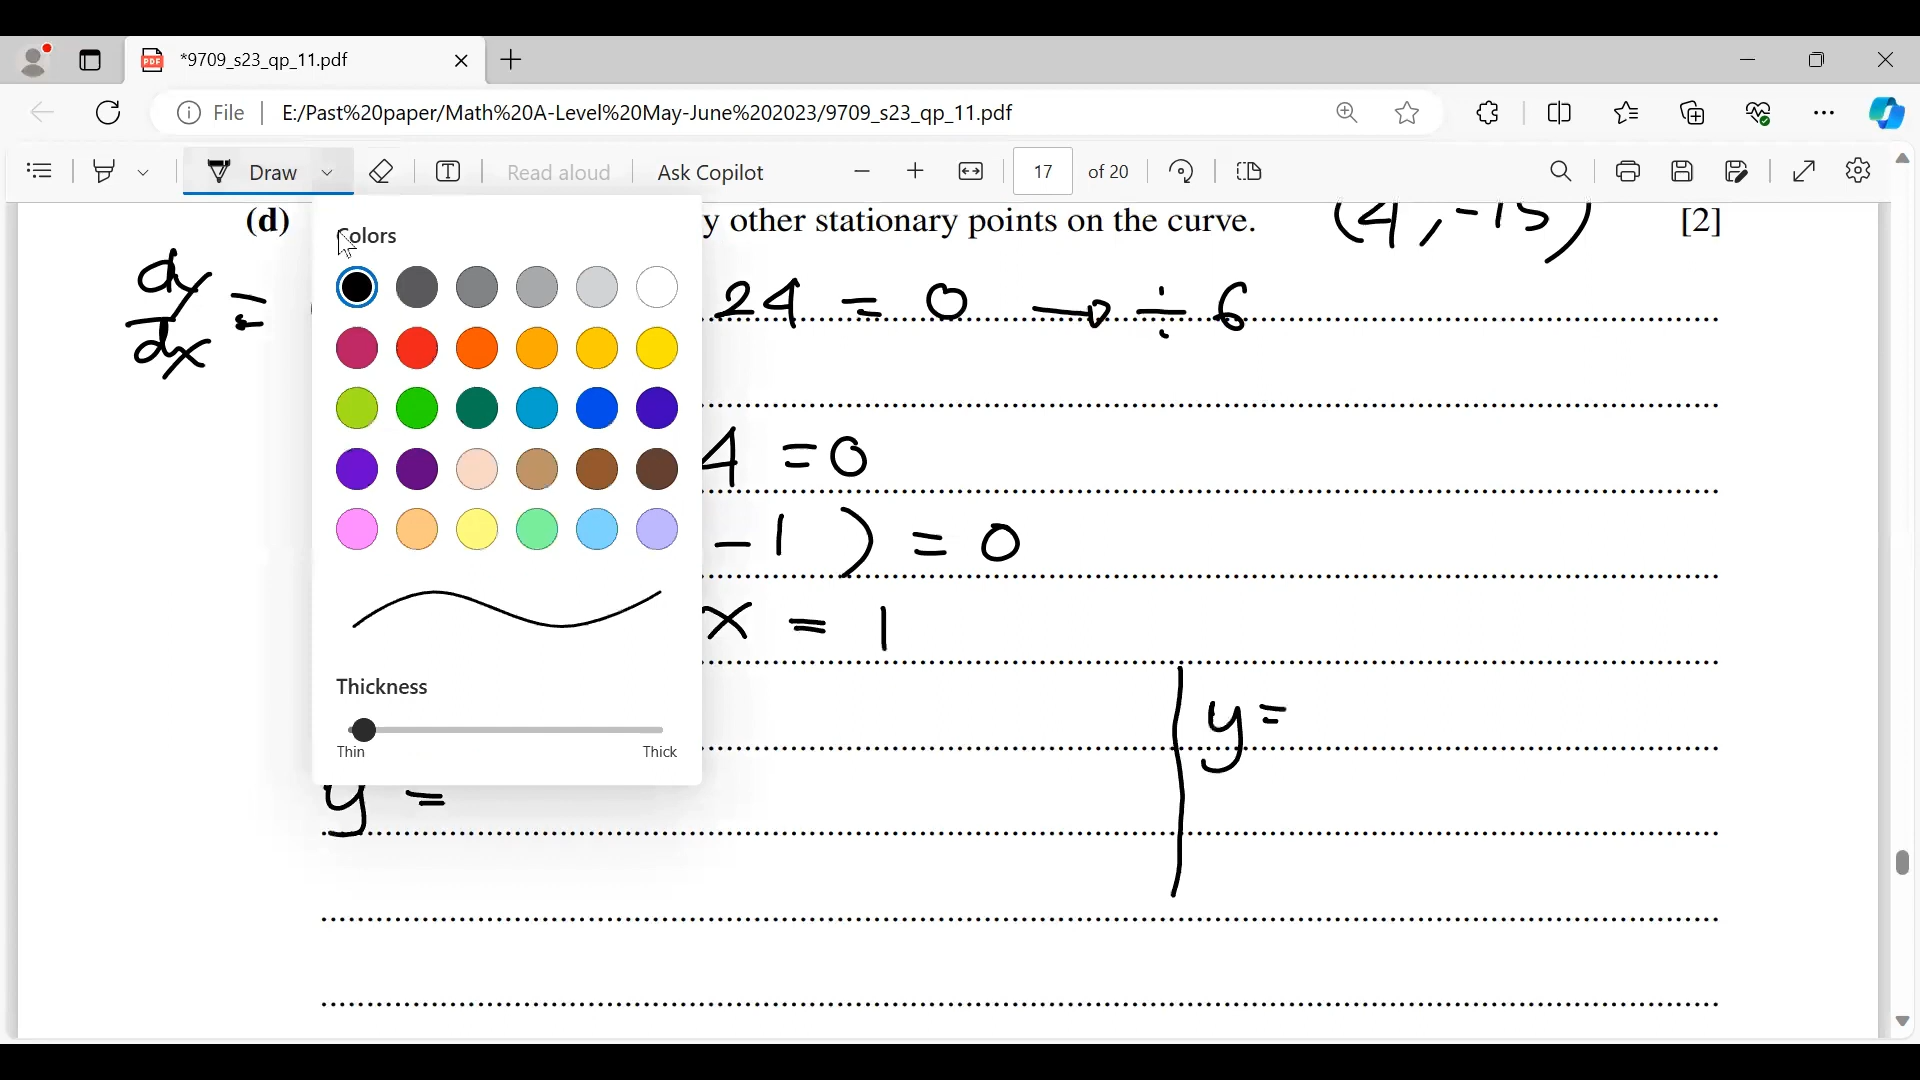 *9709_s23_qp_11.pdf
File
E:/Past%20paper/Math%20A-Level%20May-June%202023/9709_s23_qp_11.pdf
Draw
Read aloud
Ask Copilot
17 of 20
(d) y other stationary points on the curve. (4, -15) [2]
Colors
dy/dx = 24 = 0 → ÷ 6
4 = 0
- 1 ) = 0
x = 1
Thickness
Thin Thick
y =
y =